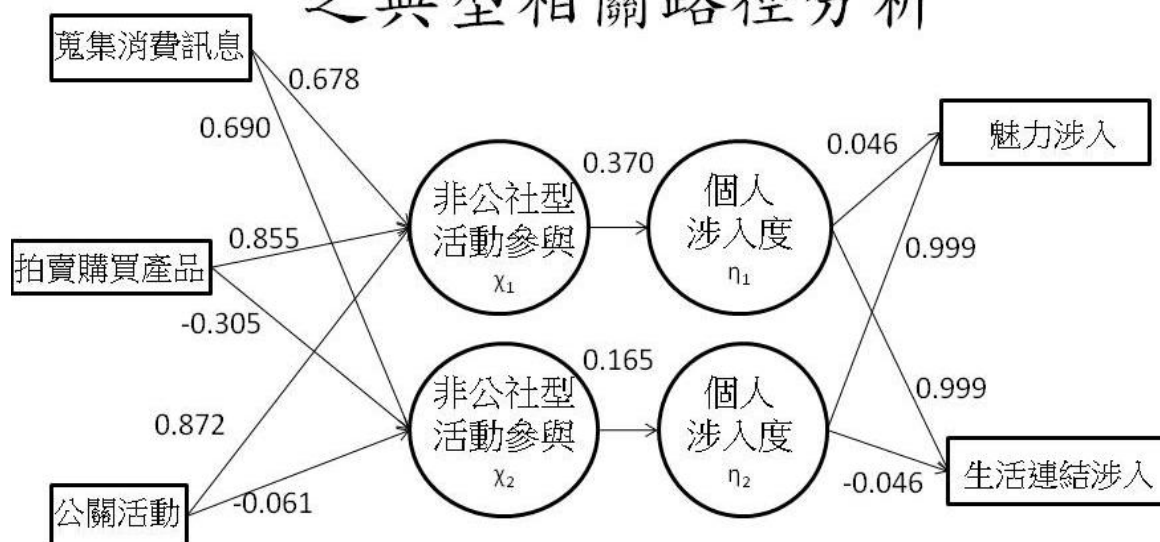 之典型相關路徑分析
蒐集消費訊息
0.678
0.690
拍賣購買產品
0.855
-0.305
0.872
公關活動
-0.061
非公社型
活動參與
χ₁
0.370
個人
涉入度
η₁
非公社型
活動參與
χ₂
0.165
個人
涉入度
η₂
0.046
魅力涉入
0.999
0.999
-0.046
生活連結涉入